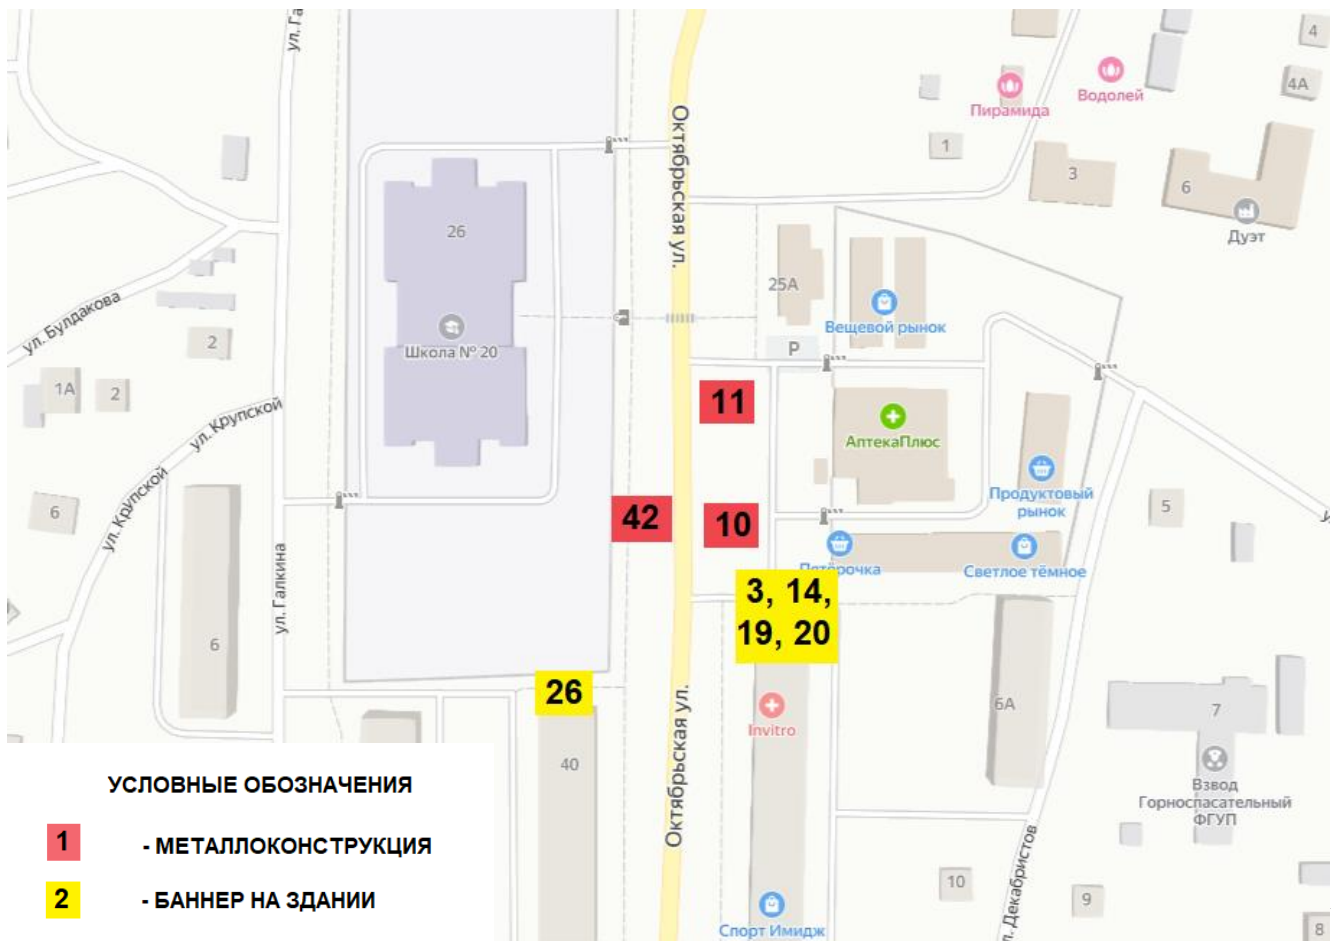 ул. Га
4
4А
Водолей
Пирамида
Октябрьская ул.
1
3
6
Дуэт
26
25А
Вещевой рынок
ул. Булдакова
2
Школа № 20
Р
1А
2
11
ул. Крупской
АптекаПлюс
ул. Крупской
Продуктовый
рынок
6
42
10
5
Пятёрочка
Светлое тёмное
ул. Галкина
3, 14,
19, 20
6
26
6А
7
Invitro
Октябрьская ул.
40
Взвод
Горноспасательный
ФГУП
УСЛОВНЫЕ ОБОЗНАЧЕНИЯ
1
- МЕТАЛЛОКОНСТРУКЦИЯ
2
- БАННЕР НА ЗДАНИИ
10
9
л. Декабристов
8
Спорт Имидж